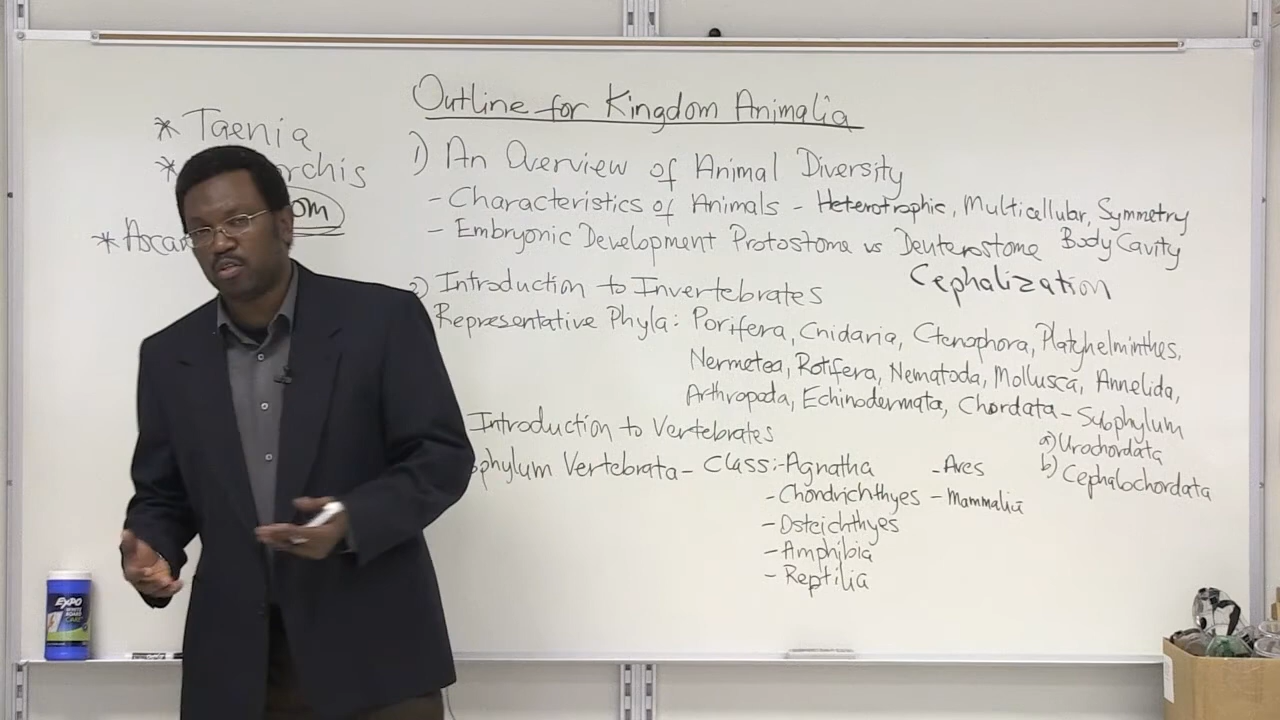 Outline for Kingdom Animalia
* Taenia
*
* Ascar
1) An Overview of Animal Diversity
- Characteristics of Animals - Heterotrophic, Multicellular, Symmetry
- Embryonic Development Protostome vs Deuterostome Body Cavity
Cephalization
2) Introduction to Invertebrates
Representative Phyla: Porifera, Cnidaria, Ctenophora, Platyhelminthes,
Nermetea, Rotifera, Nematoda, Mollusca, Annelida,
Arthropoda, Echinodermata, Chordata - Subphylum
a) Urochordata
b) Cephalochordata
Introduction to Vertebrates
phylum Vertebrata - Class:- Agnatha
- Chondrichthyes
- Osteichthyes
- Amphibia
- Reptilia
- Aves
- Mammalia
EXPO
WHITE BOARD CARE